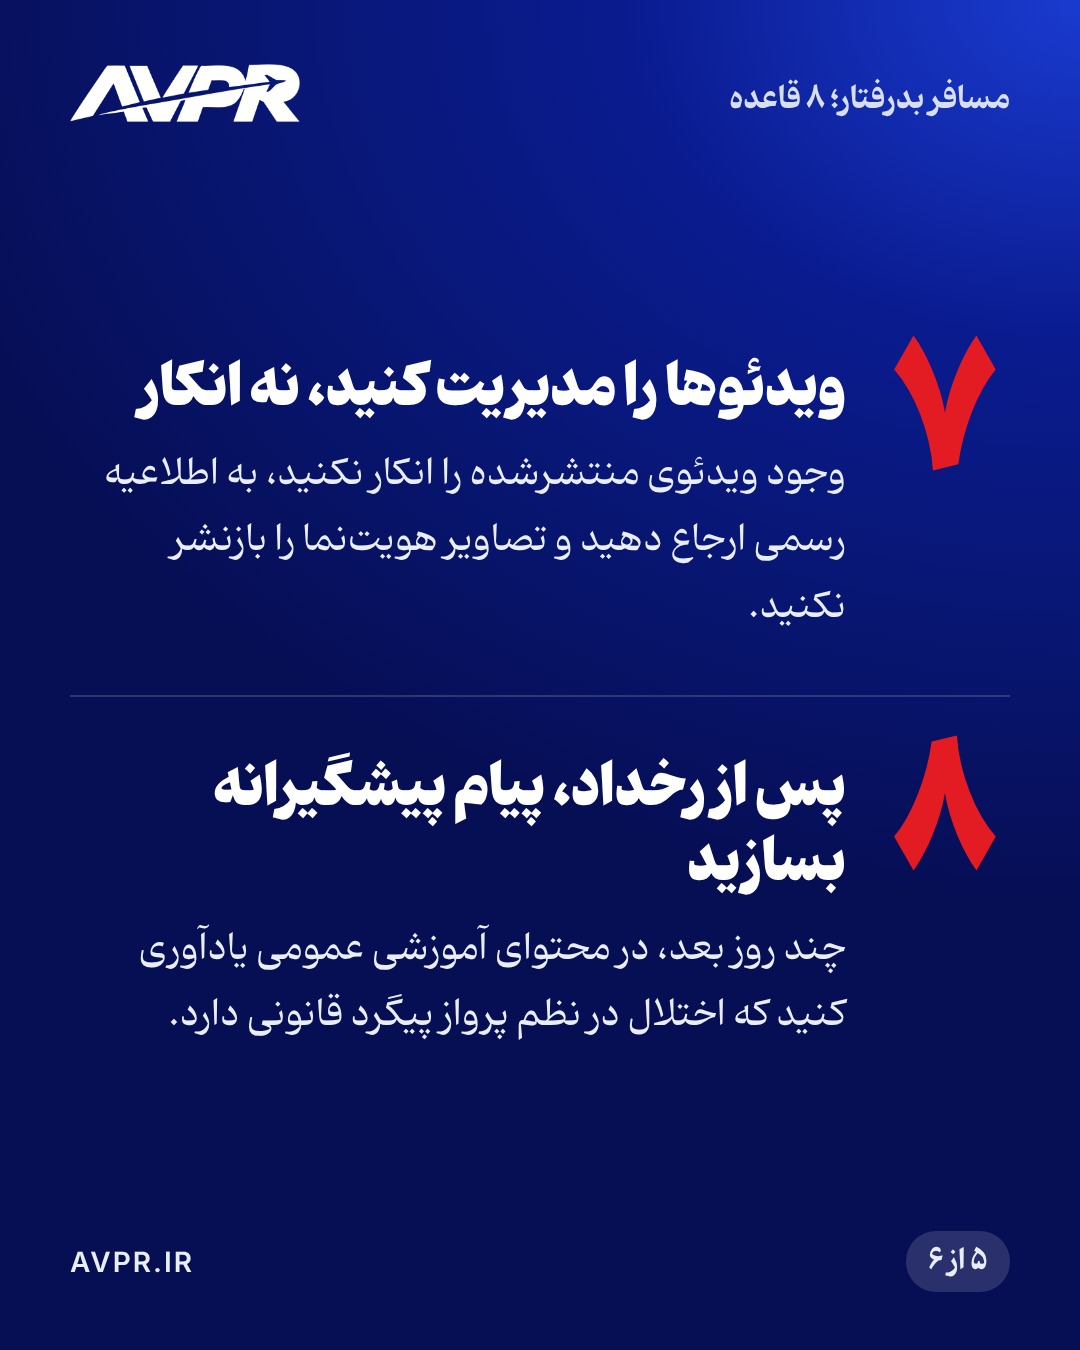 AVPR
مسافر بدرفتار؛ ۸ قاعده
۷
ویدئوها را مدیریت کنید، نه انکار
وجود ویدئوی منتشرشده را انکار نکنید، به اطلاعیه
رسمی ارجاع دهید و تصاویر هویت‌نما را بازنشر
نکنید.
۸
پس از رخداد، پیام پیشگیرانه
بسازید
چند روز بعد، در محتوای آموزشی عمومی یادآوری
کنید که اختلال در نظم پرواز پیگرد قانونی دارد.
AVPR.IR
۵ از ۶